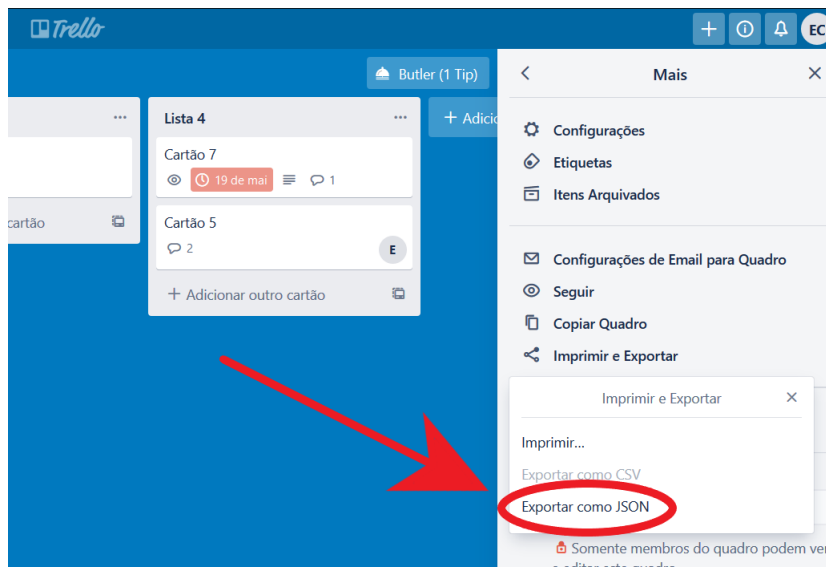 Trello
EC
Butler (1 Tip)
Mais
Lista 4
Cartão 7
19 de mai
1
Cartão 5
2
E
Adicionar outro cartão
cartão
Configurações
Etiquetas
Itens Arquivados
Configurações de Email para Quadro
Seguir
Copiar Quadro
Imprimir e Exportar
Imprimir e Exportar
Imprimir...
Exportar como CSV
Exportar como JSON
Somente membros do quadro podem ver